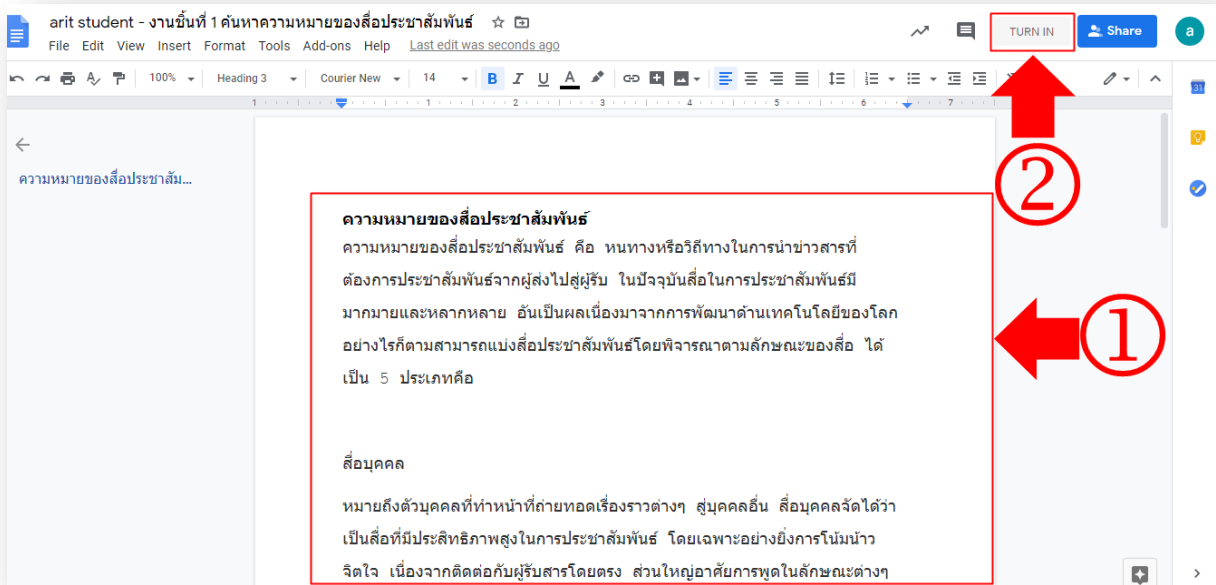 arit student - งานชิ้นที่ 1 ค้นหาความหมายของสื่อประชาสัมพันธ์
File Edit View Insert Format Tools Add-ons Help Last edit was seconds ago
TURN IN
Share
a
100% Heading 3 Courier New 14 B I U A
1 1 2 3 4 5 6 7
31
②
ความหมายของสื่อประชาสัม...
ความหมายของสื่อประชาสัมพันธ์
ความหมายของสื่อประชาสัมพันธ์ คือ หนทางหรือวิถีทางในการนำข่าวสารที่
ต้องการประชาสัมพันธ์จากผู้ส่งไปสู่ผู้รับ ในปัจจุบันสื่อในการประชาสัมพันธ์มี
มากมายและหลากหลาย อันเป็นผลเนื่องมาจากการพัฒนาด้านเทคโนโลยีของโลก
อย่างไรก็ตามสามารถแบ่งสื่อประชาสัมพันธ์โดยพิจารณาตามลักษณะของสื่อ ได้
เป็น 5 ประเภทคือ
①
สื่อบุคคล
หมายถึงตัวบุคคลที่ทำหน้าที่ถ่ายทอดเรื่องราวต่างๆ สู่บุคคลอื่น สื่อบุคคลจัดได้ว่า
เป็นสื่อที่มีประสิทธิภาพสูงในการประชาสัมพันธ์ โดยเฉพาะอย่างยิ่งการโน้มน้าว
จิตใจ เนื่องจากติดต่อกับผู้รับสารโดยตรง ส่วนใหญ่อาศัยการพูดในลักษณะต่างๆ